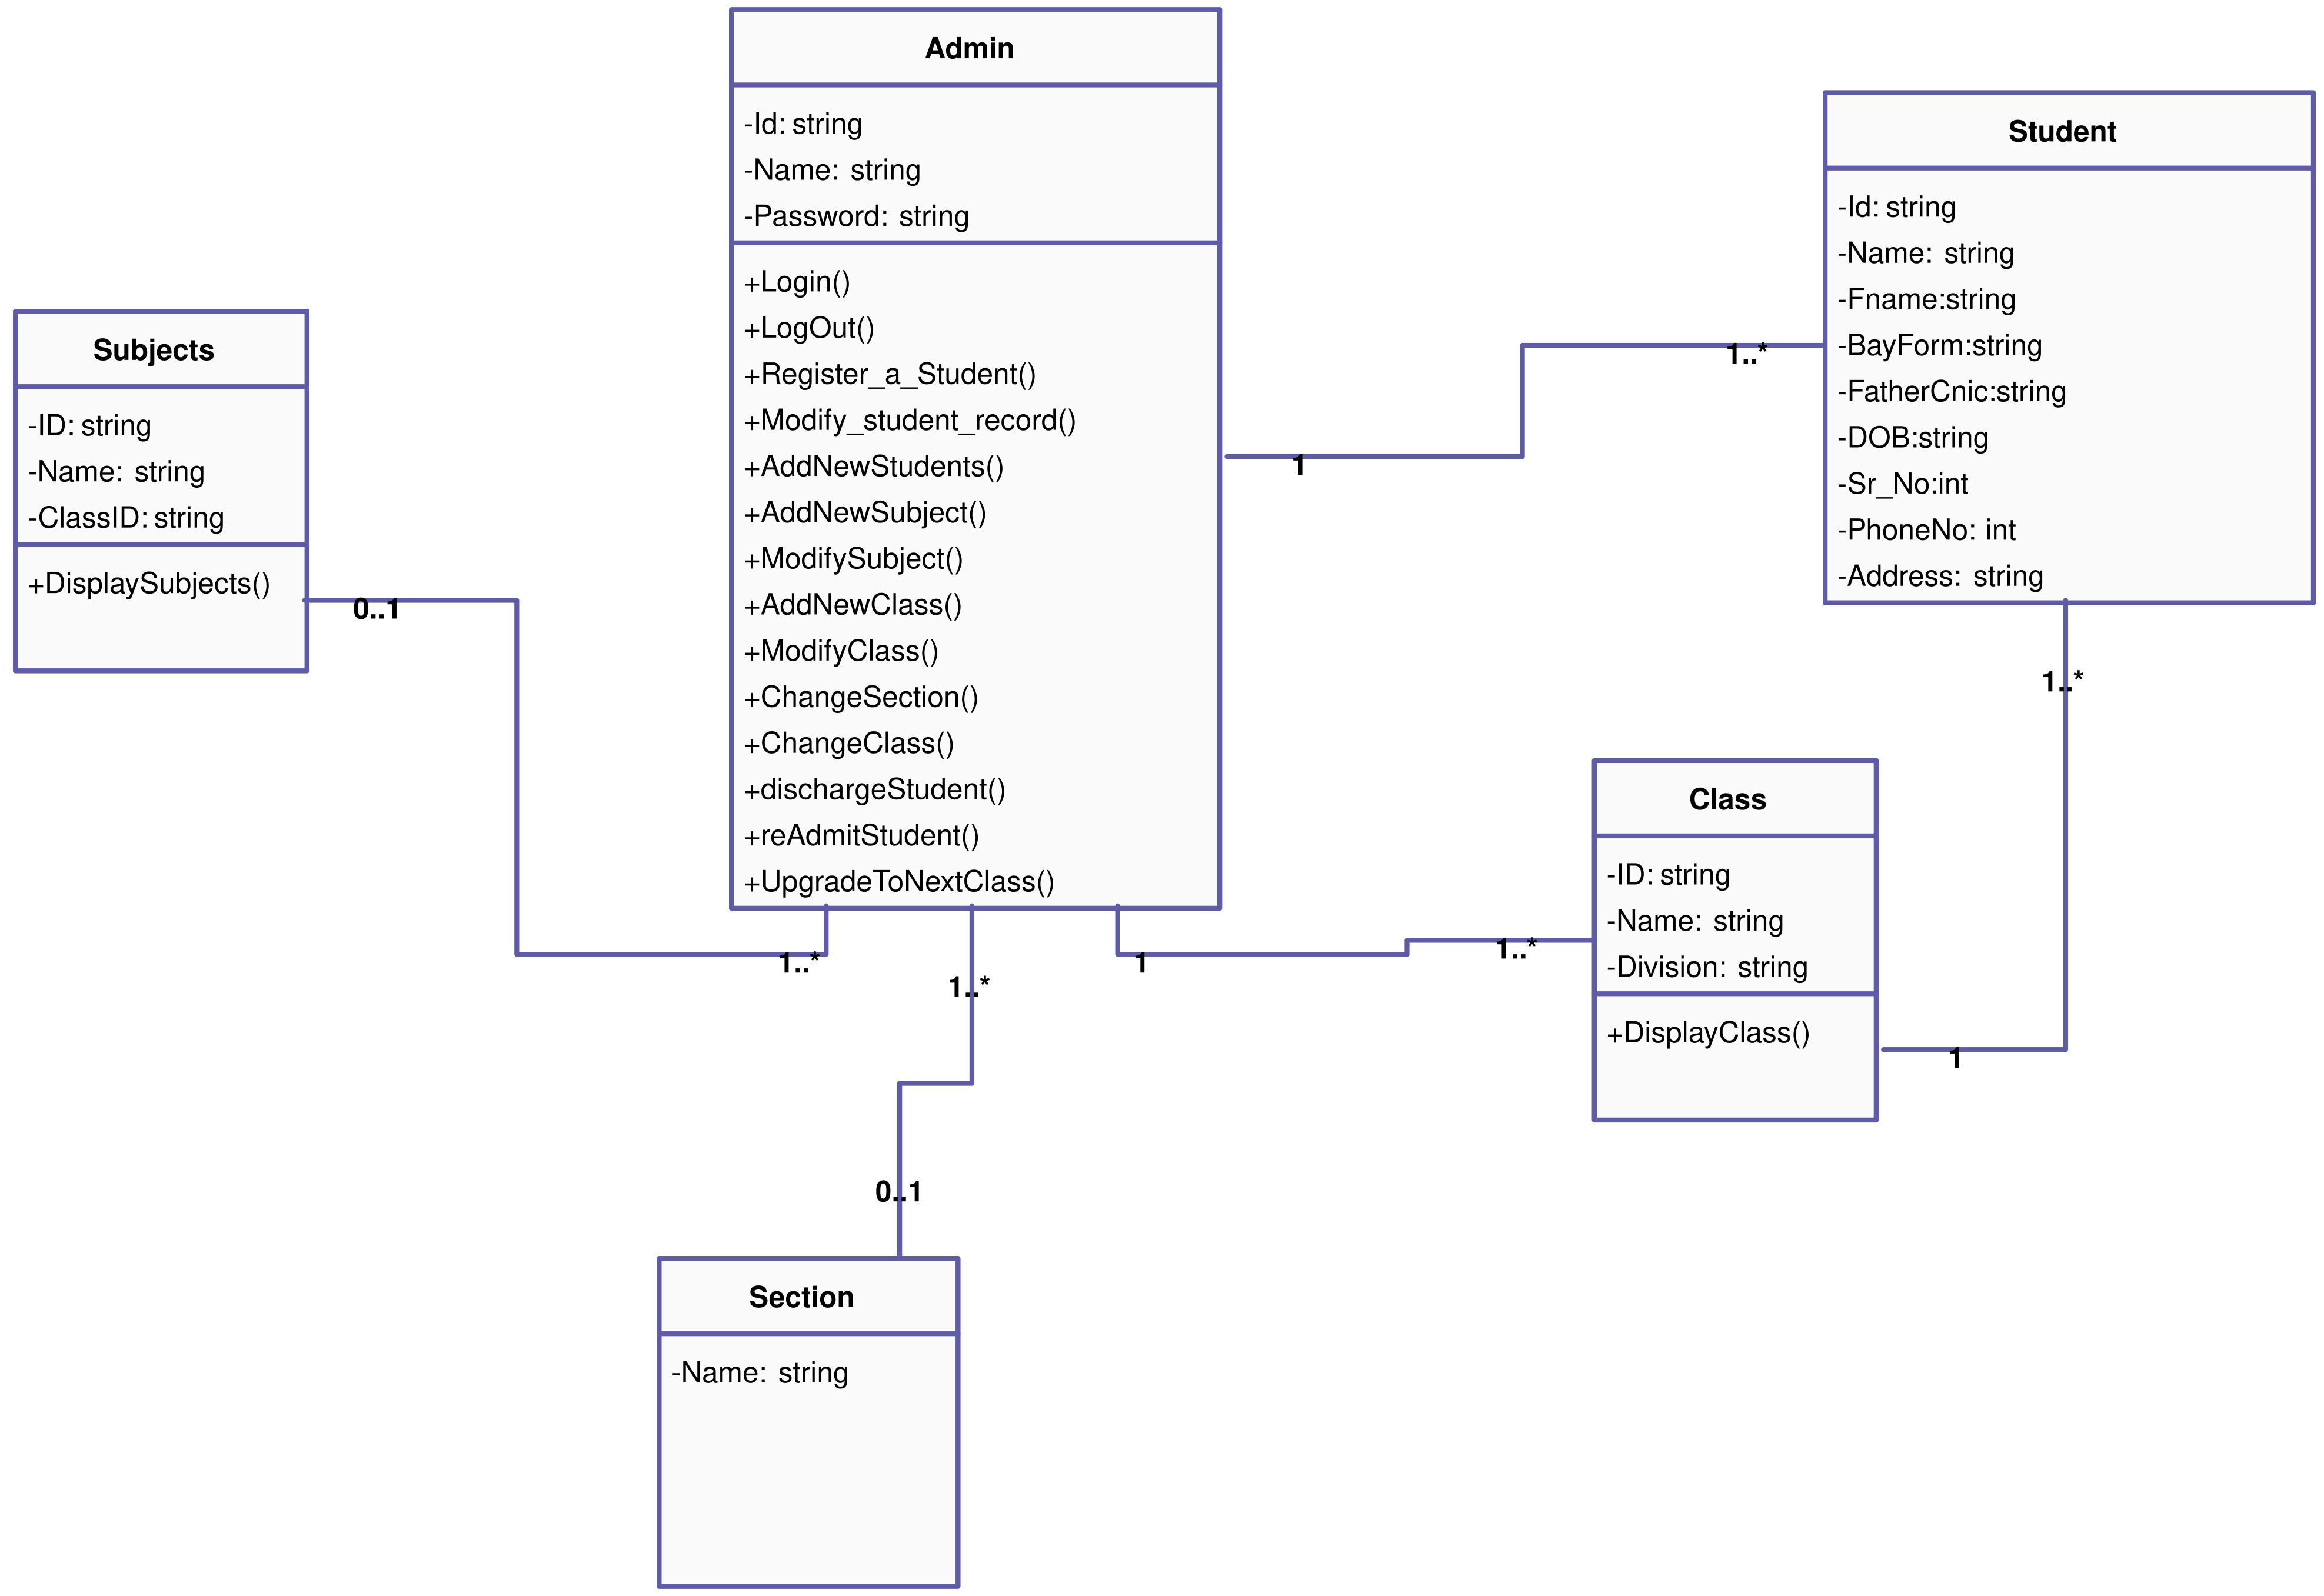 Admin
-Id: string
-Name: string
-Password: string
+Login()
+LogOut()
+Register_a_Student()
+Modify_student_record()
+AddNewStudents()
+AddNewSubject()
+ModifySubject()
+AddNewClass()
+ModifyClass()
+ChangeSection()
+ChangeClass()
+dischargeStudent()
+reAdmitStudent()
+UpgradeToNextClass()
Student
-Id: string
-Name: string
-Fname:string
-BayForm:string
-FatherCnic:string
-DOB:string
-Sr_No:int
-PhoneNo: int
-Address: string
Subjects
-ID: string
-Name: string
-ClassID: string
+DisplaySubjects()
1..*
1
0..1
1..*
1..*
1..*
1
1..*
0..1
Class
-ID: string
-Name: string
-Division: string
+DisplayClass()
1
Section
-Name: string